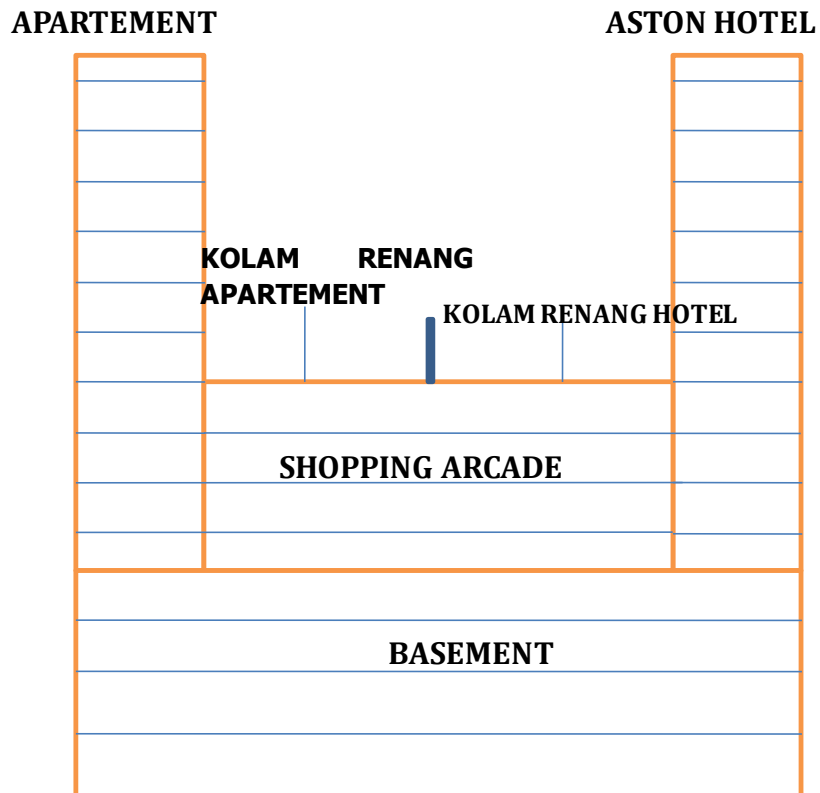 APARTEMENT
ASTON HOTEL
KOLAM RENANG
APARTEMENT
KOLAM RENANG HOTEL
SHOPPING ARCADE
BASEMENT